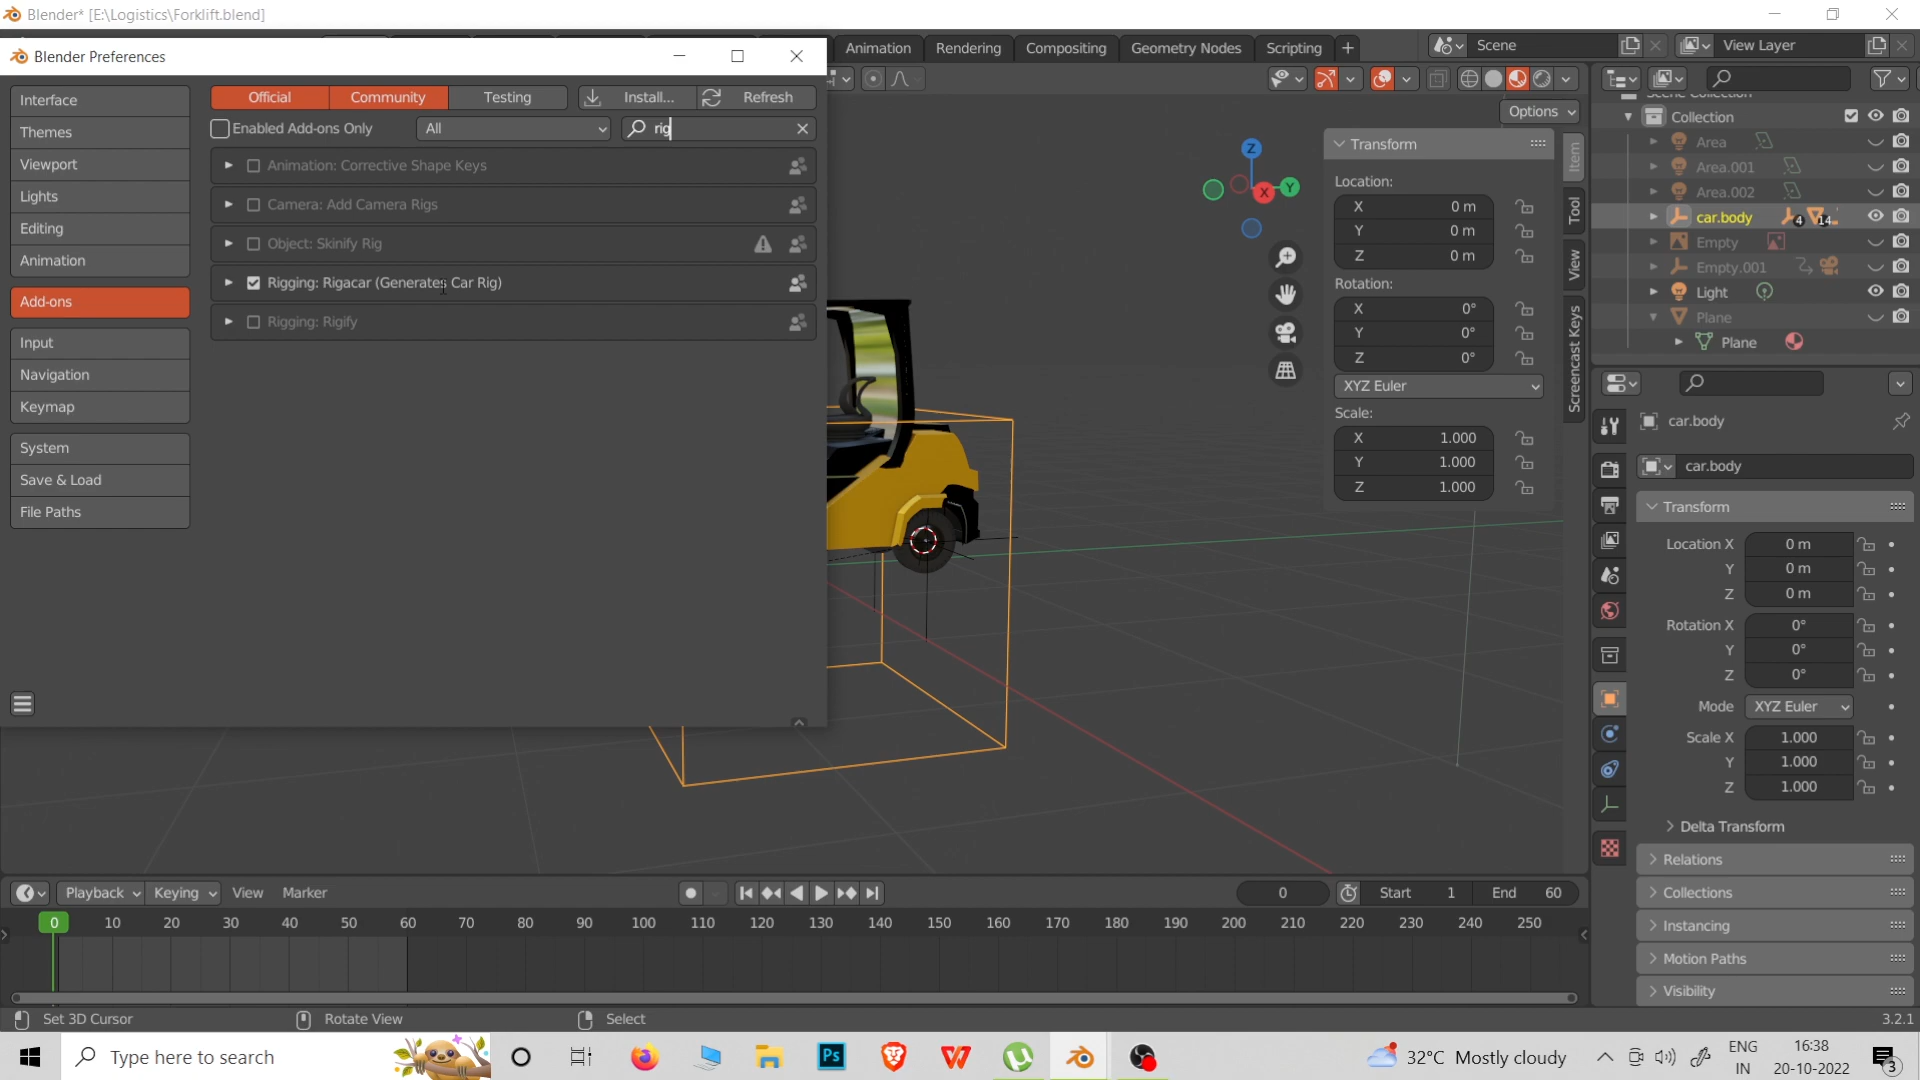 Blender* [E:\Logistics\Forklift.blend]
Blender Preferences
Animation
Rendering
Compositing
Geometry Nodes
Scripting
Scene
View Layer
Interface
Themes
Viewport
Lights
Editing
Animation
Add-ons
Input
Navigation
Keymap
System
Save & Load
File Paths
Official
Community
Testing
Install...
Refresh
Enabled Add-ons Only
All
rig
Animation: Corrective Shape Keys
Camera: Add Camera Rigs
Object: Skinify Rig
Rigging: Rigacar (Generates Car Rig)
Rigging: Rigify
Options
Z
Y
X
Transform
Location:
X 0 m
Y 0 m
Z 0 m
Rotation:
X 0°
Y 0°
Z 0°
XYZ Euler
Scale:
X 1.000
Y 1.000
Z 1.000
Item
Tool
View
Screencast Keys
Scene Collection
Collection
Area
Area.001
Area.002
car.body 4 14
Empty
Empty.001
Light
Plane
Plane
car.body
car.body
Transform
Location X 0 m
Y 0 m
Z 0 m
Rotation X 0°
Y 0°
Z 0°
Mode XYZ Euler
Scale X 1.000
Y 1.000
Z 1.000
Delta Transform
Relations
Collections
Instancing
Motion Paths
Visibility
Playback
Keying
View
Marker
0
Start 1
End 60
0 10 20 30 40 50 60 70 80 90 100 110 120 130 140 150 160 170 180 190 200 210 220 230 240 250
Set 3D Cursor
Rotate View
Select
3.2.1
Type here to search
Ps
32°C Mostly cloudy
ENG
IN
16:38
20-10-2022
3